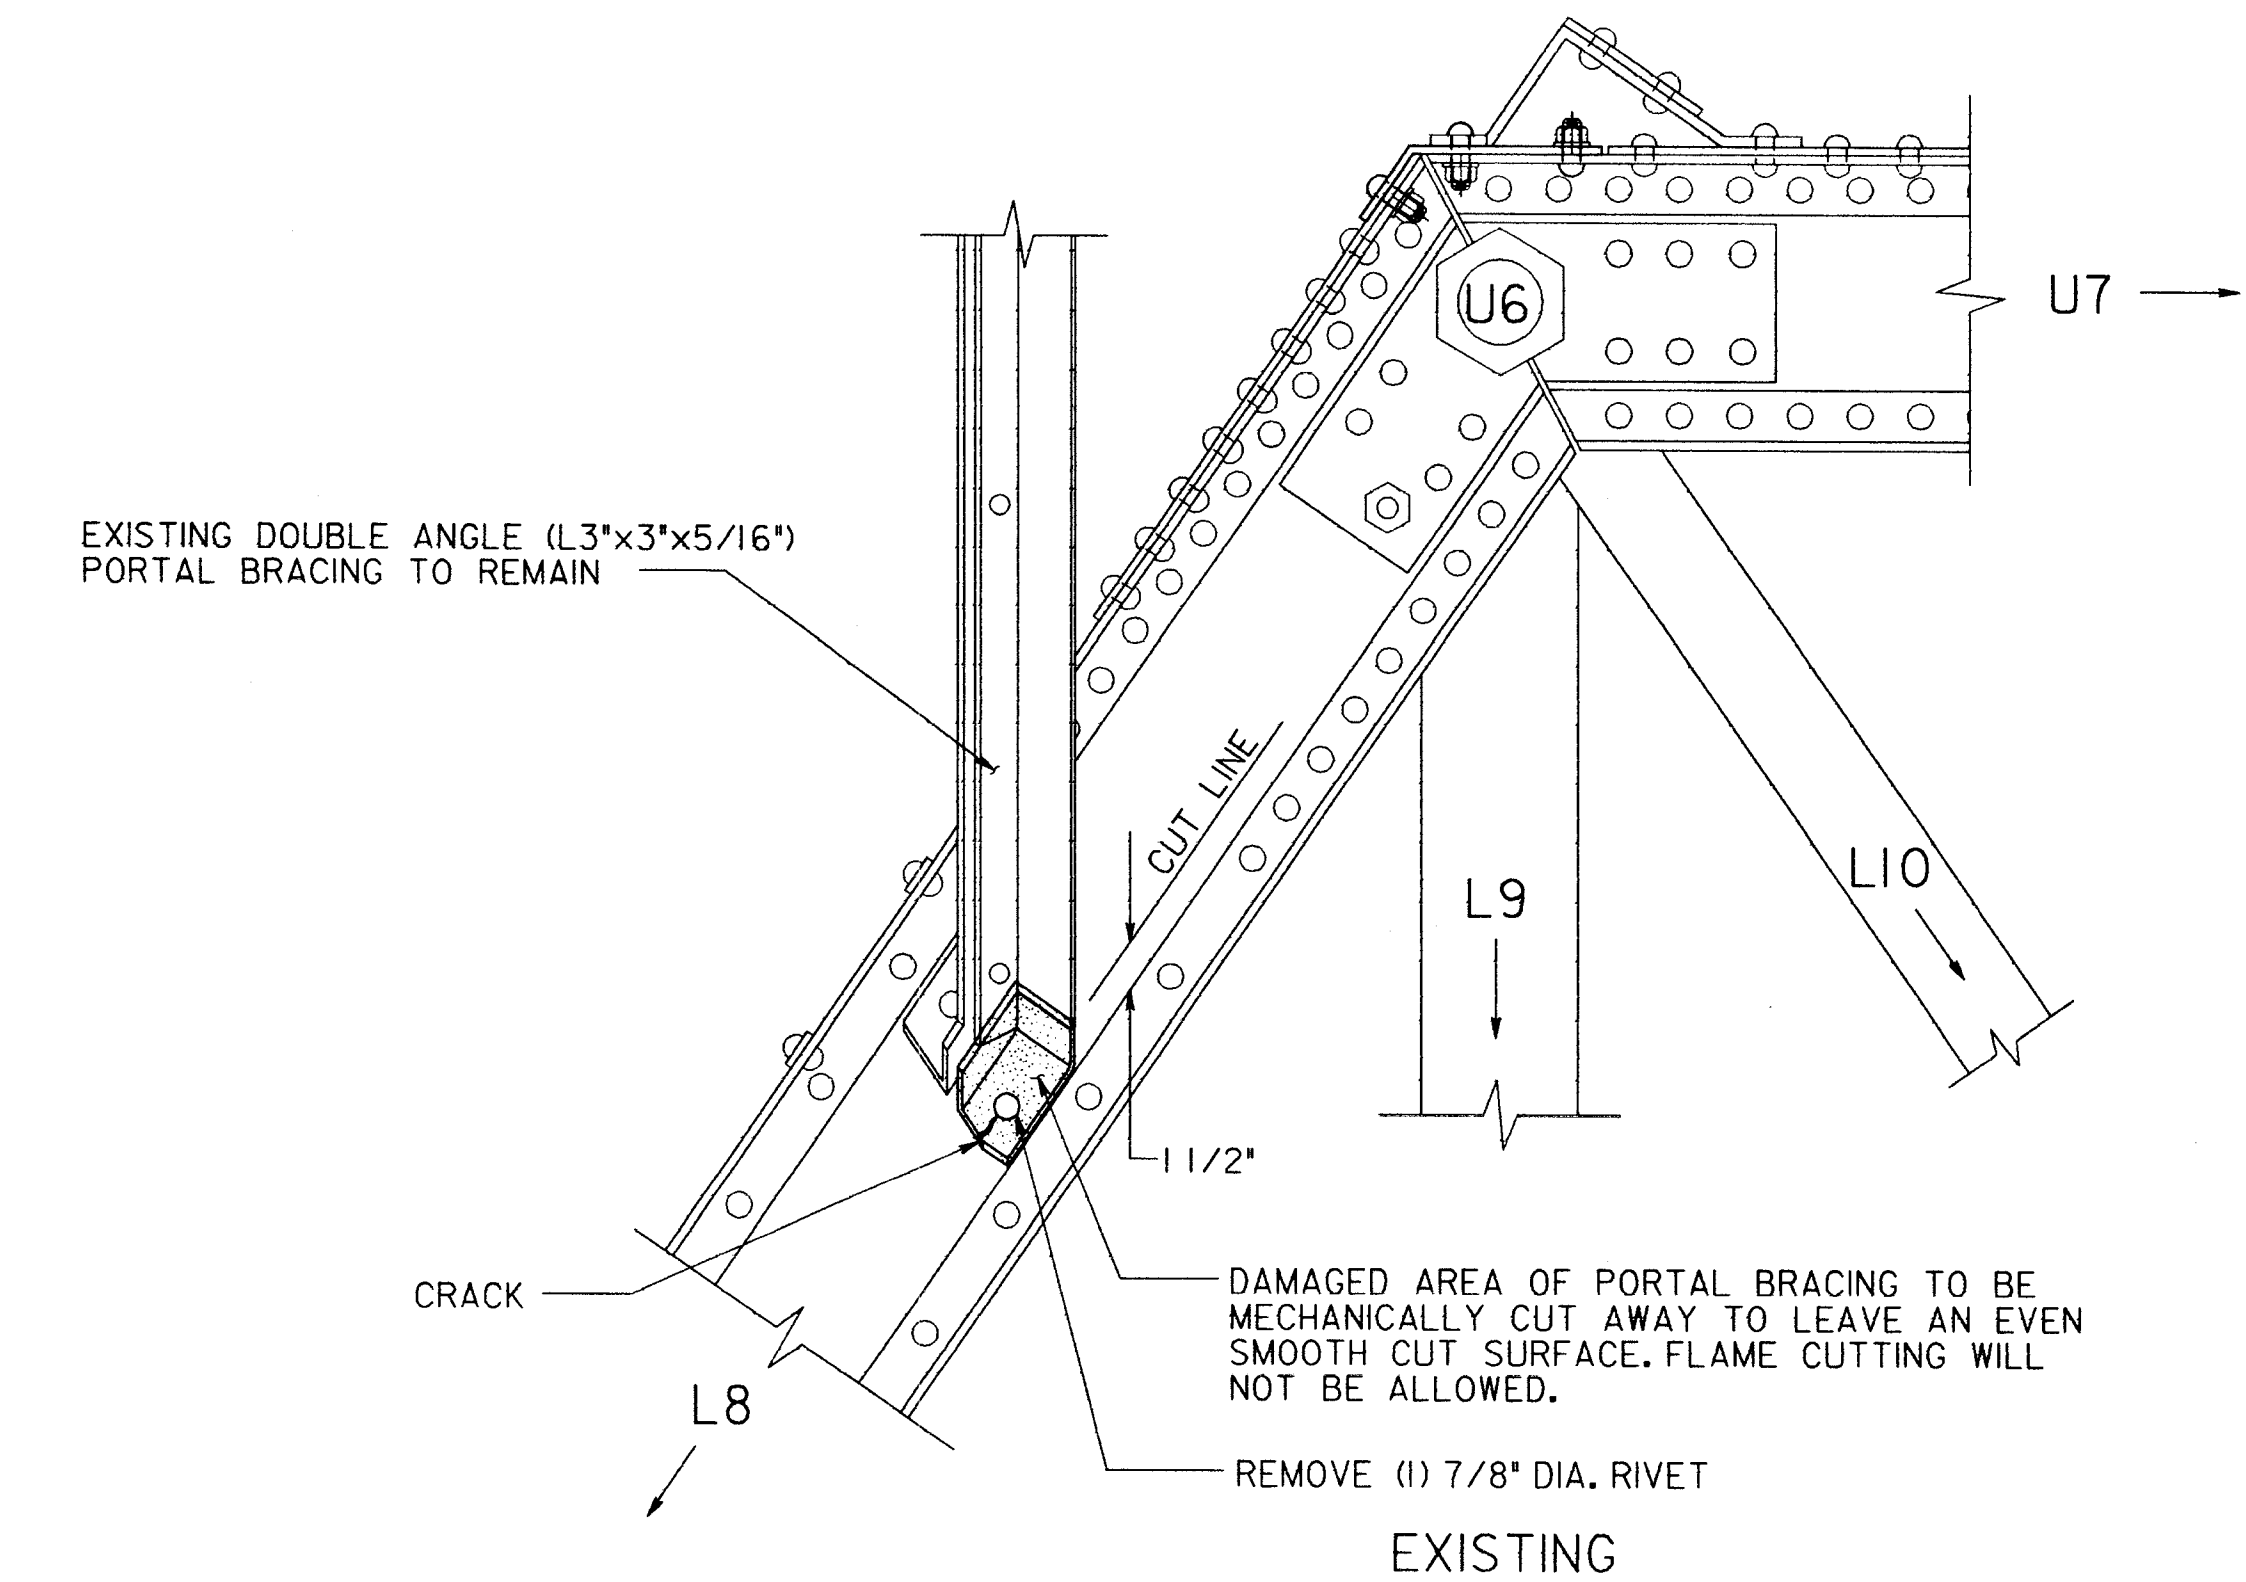 U6
U7
EXISTING DOUBLE ANGLE (L3"x3"x5/16")
PORTAL BRACING TO REMAIN
CUT LINE
L10
L9
1 1/2"
CRACK
DAMAGED AREA OF PORTAL BRACING TO BE
MECHANICALLY CUT AWAY TO LEAVE AN EVEN
SMOOTH CUT SURFACE. FLAME CUTTING WILL
NOT BE ALLOWED.
L8
REMOVE (1) 7/8" DIA. RIVET
EXISTING